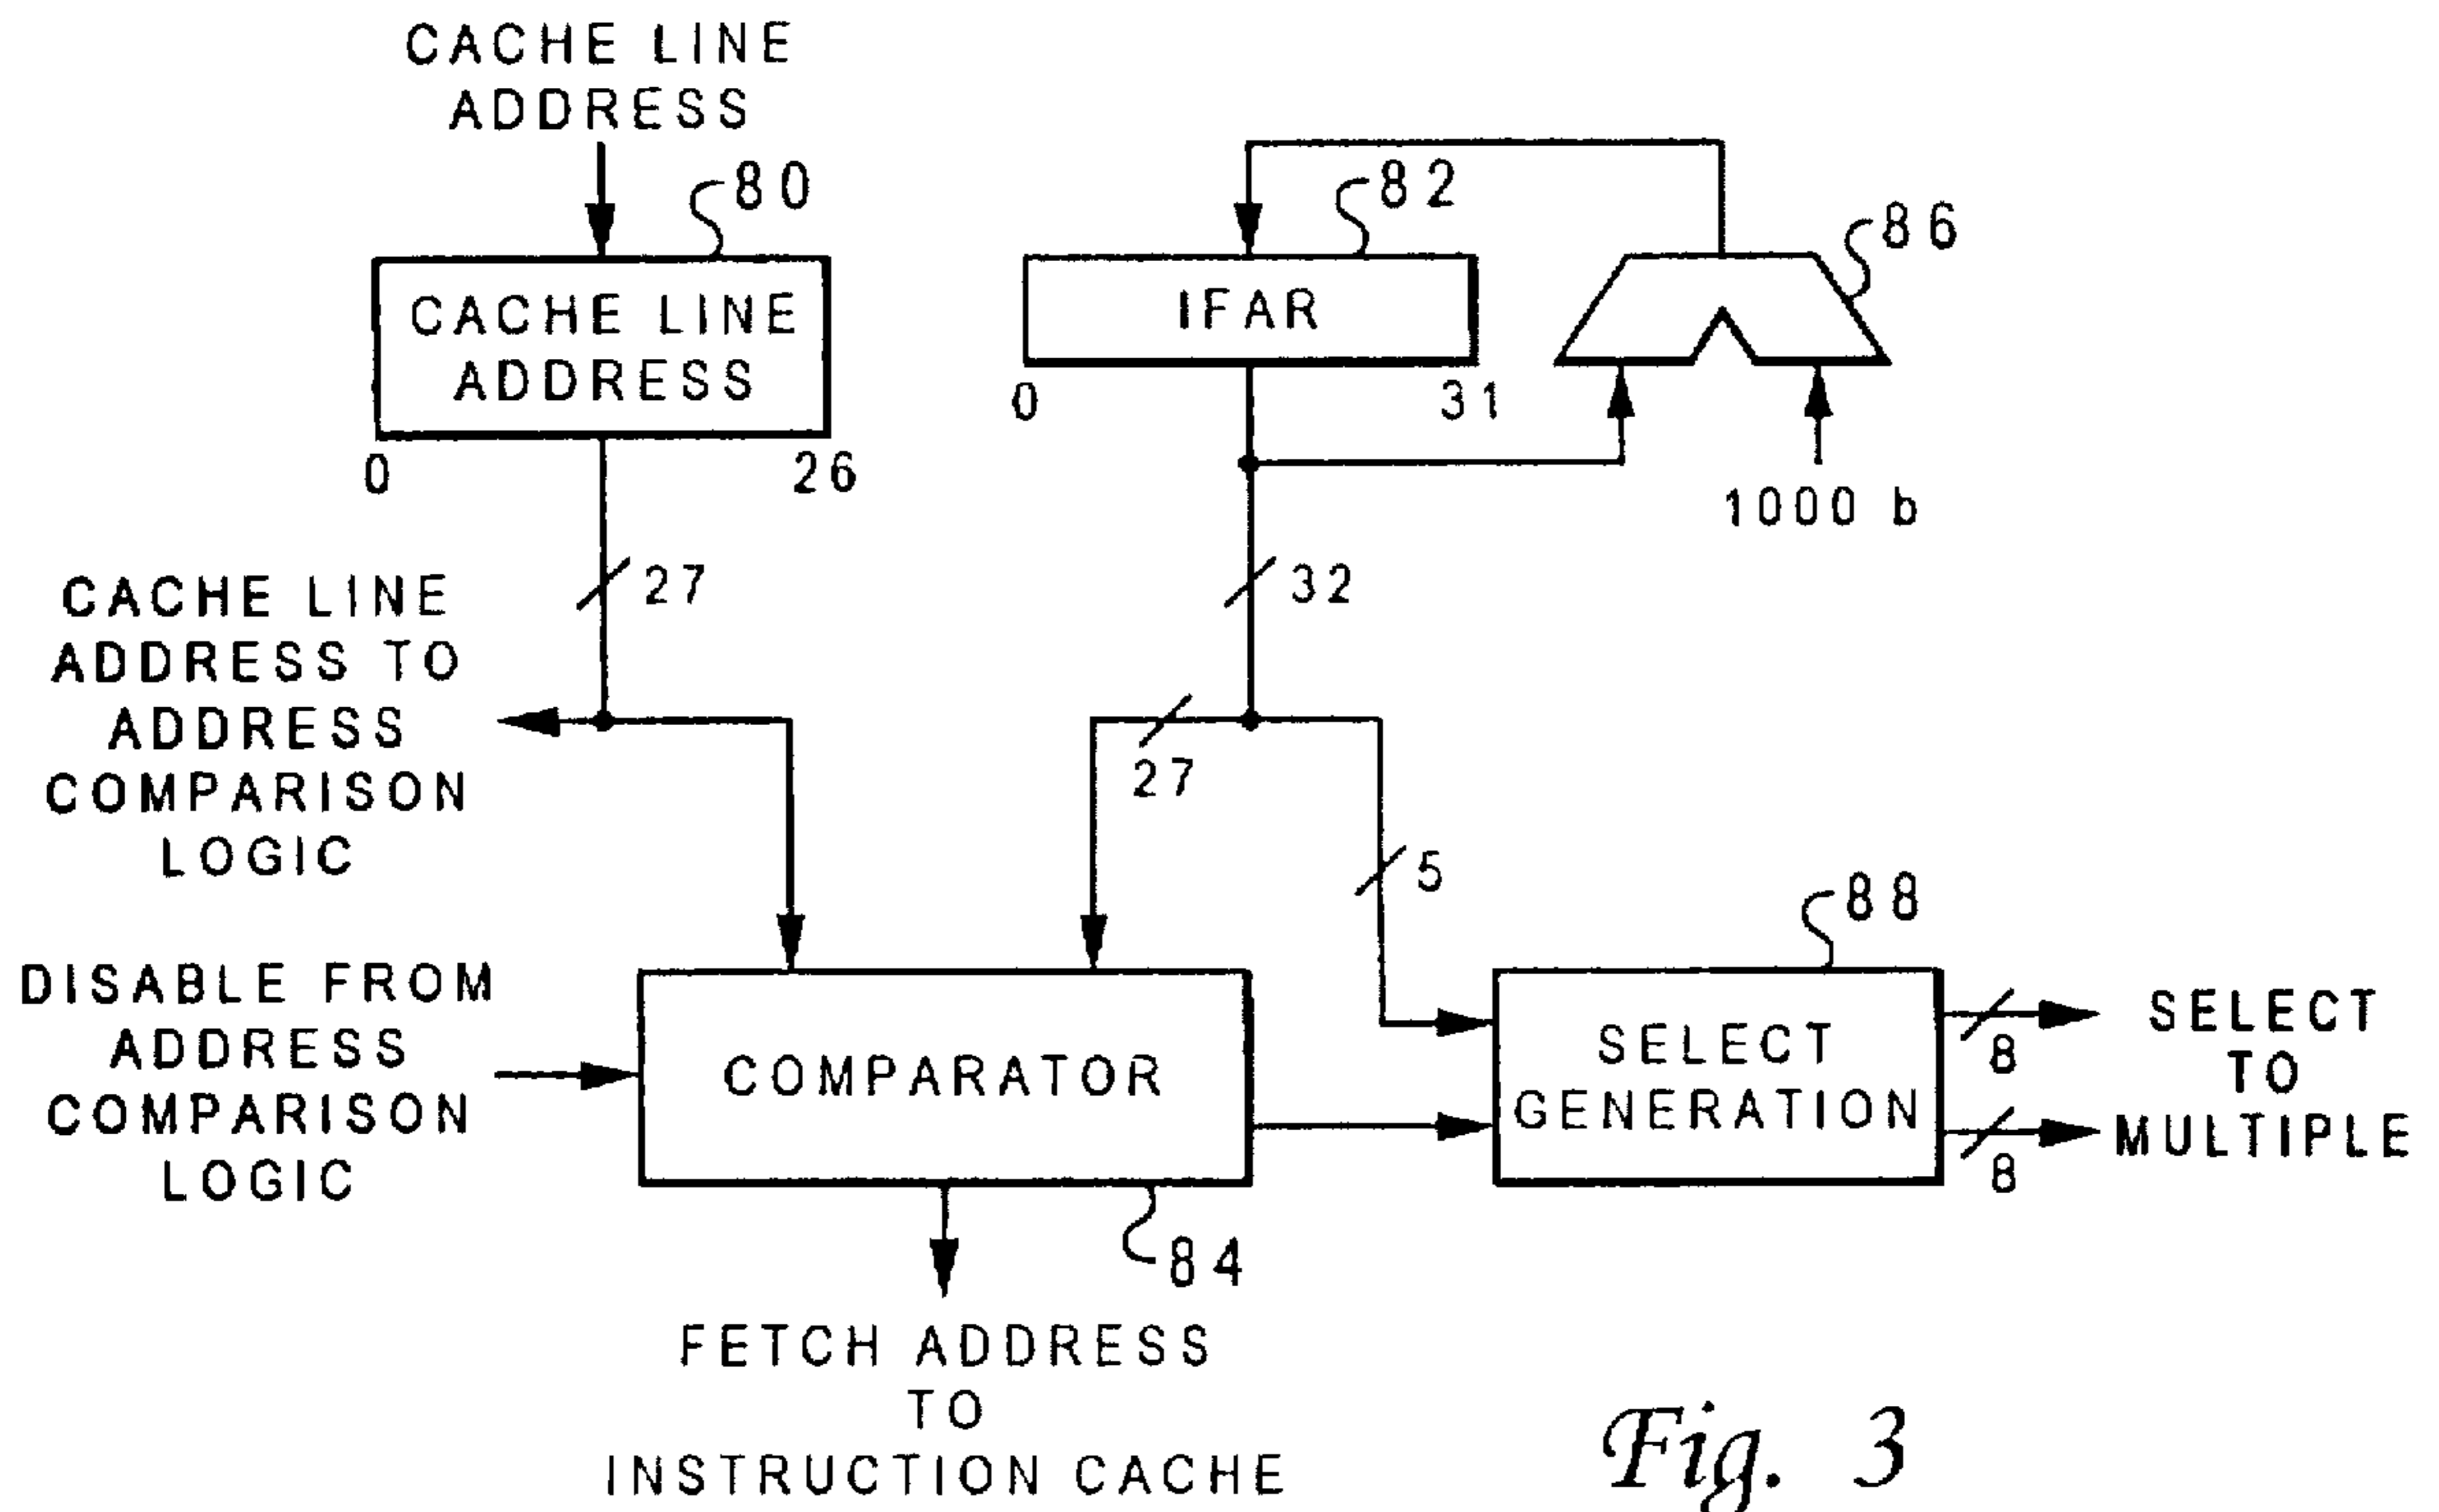 CACHE LINE
ADDRESS
80
82
86
CACHE LINE
ADDRESS
IFAR
0
26
0
31
1000 b
27
32
CACHE LINE
ADDRESS TO
ADDRESS
COMPARISON
LOGIC
27
5
88
DISABLE FROM
ADDRESS
COMPARISON
LOGIC
COMPARATOR
SELECT
GENERATION
8
8
SELECT
TO
MULTIPLE
84
FETCH ADDRESS
TO
INSTRUCTION CACHE
Fig. 3